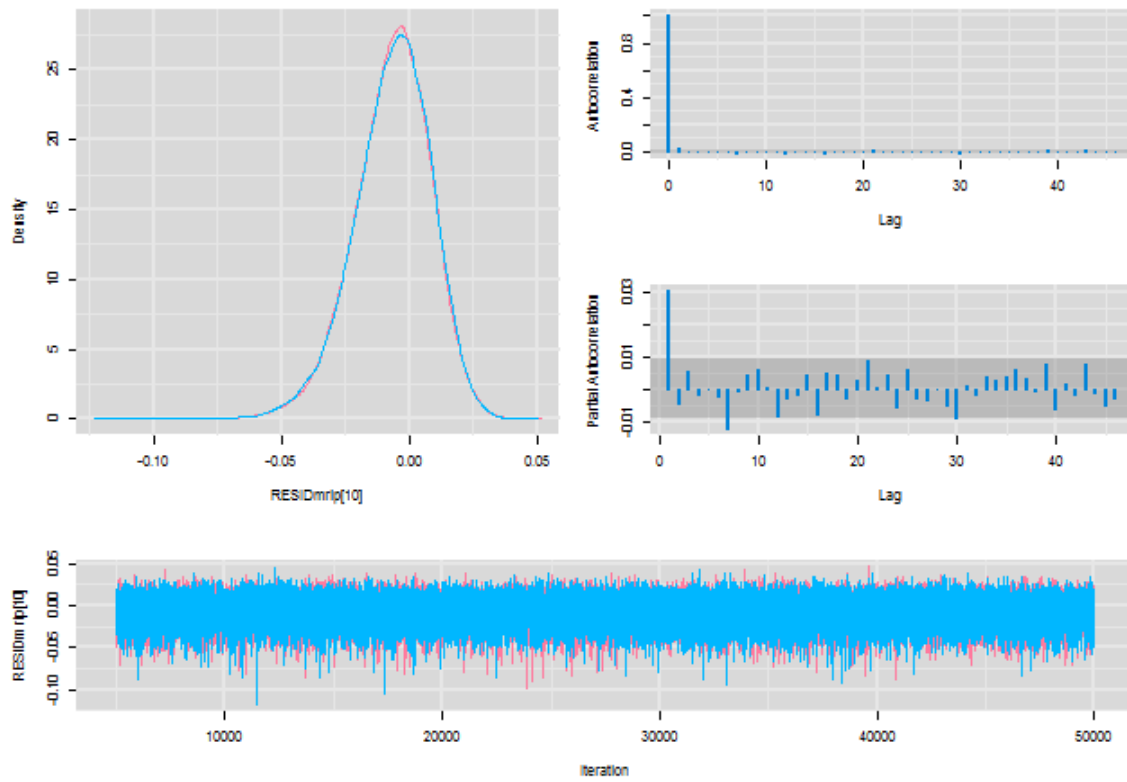 Density
0 5 10 15 20 25
-0.10 -0.05 0.00 0.05
RESIDmrip[10]
Autocorrelation
0.0 0.4 0.8
0 10 20 30 40
Lag
Partial Autocorrelation
-0.01 0.01 0.03
0 10 20 30 40
Lag
RESIDmrip[10]
-0.10 -0.05 0.00 0.05
10000 20000 30000 40000 50000
Iteration